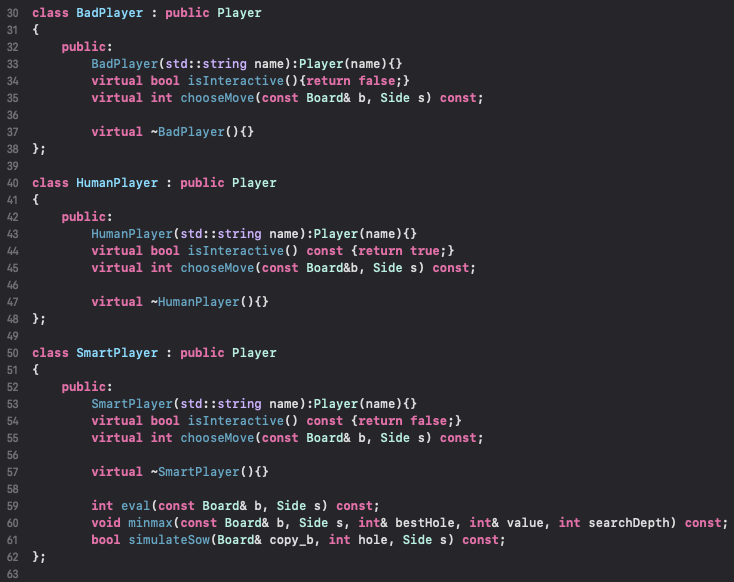 30 class BadPlayer : public Player
31 {
32     public:
33         BadPlayer(std::string name):Player(name){}
34         virtual bool isInteractive(){return false;}
35         virtual int chooseMove(const Board& b, Side s) const;
36
37         virtual ~BadPlayer(){}
38 };
39
40 class HumanPlayer : public Player
41 {
42     public:
43         HumanPlayer(std::string name):Player(name){}
44         virtual bool isInteractive() const {return true;}
45         virtual int chooseMove(const Board&b, Side s) const;
46
47         virtual ~HumanPlayer(){}
48 };
49
50 class SmartPlayer : public Player
51 {
52     public:
53         SmartPlayer(std::string name):Player(name){}
54         virtual bool isInteractive() const {return false;}
55         virtual int chooseMove(const Board& b, Side s) const;
56
57         virtual ~SmartPlayer(){}
58
59         int eval(const Board& b, Side s) const;
60         void minmax(const Board& b, Side s, int& bestHole, int& value, int searchDepth) const;
61         bool simulateSow(Board& copy_b, int hole, Side s) const;
62 };
63